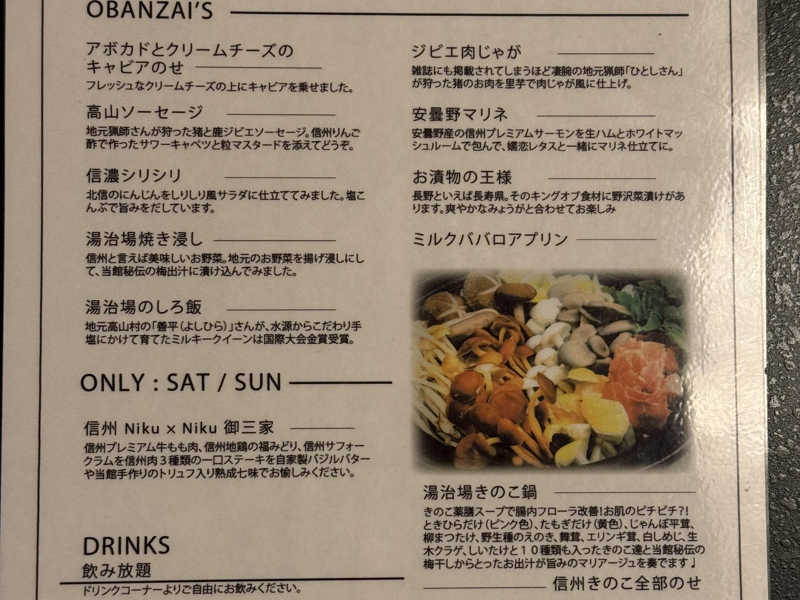 OBANZAI'S
アボカドとクリームチーズの
キャビアのせ
フレッシュなクリームチーズの上にキャビアを乗せました。
高山ソーセージ
地元猟師さんが狩った猪と鹿ジビエソーセージ。信州りんご
酢で作ったサワーキャベツと粒マスタードを添えてどうぞ。
信濃シリシリ
北信のにんじんをしりしり風サラダに仕立ててみました。塩こ
んぶで旨みをだしています。
湯治場焼き浸し
信州と言えば美味しいお野菜。地元のお野菜を揚げ浸しにし
て、当館秘伝の梅出汁に漬け込んでみました。
湯治場のしろ飯
地元高山村の「善平(よしひら)」さんが、水源からこだわり手
塩にかけて育てたミルキークイーンは国際大会金賞受賞。
ONLY : SAT / SUN
信州 Niku × Niku 御三家
信州プレミアム牛もも肉、信州地鶏の福みどり、信州サフォー
クラムを信州肉3種類の一口ステーキを自家製バジルバター
や当館手作りのトリュフ入り熟成七味でお愉しみください。
DRINKS
飲み放題
ドリンクコーナーよりご自由にお飲みください。
ジビエ肉じゃが
雑誌にも掲載されてしまうほど凄腕の地元猟師「ひとしさん」
が狩った猪のお肉を里芋で肉じゃが風に仕上げ。
安曇野マリネ
安曇野産の信州プレミアムサーモンを生ハムとホワイトマッ
シュルームで包んで、嬬恋レタスと一緒にマリネ仕立てに。
お漬物の王様
長野といえば長寿県。そのキングオブ食材に野沢菜漬けがあ
ります。爽やかなみょうがと合わせてお楽しみ
ミルクババロアプリン
湯治場きのこ鍋
きのこ薬膳スープで腸内フローラ改善!お肌のピチピチ?!
ときひらだけ(ピンク色)、たもぎだけ(黄色)、じゃんぼ平茸、
柳まつたけ、野生種のえのき、舞茸、エリンギ茸、白しめじ、生
木クラゲ、しいたけと10種類も入ったきのこ達と当館秘伝の
梅干しからとったお出汁が旨みのマリアージュを奏でます♩
信州きのこ全部のせ